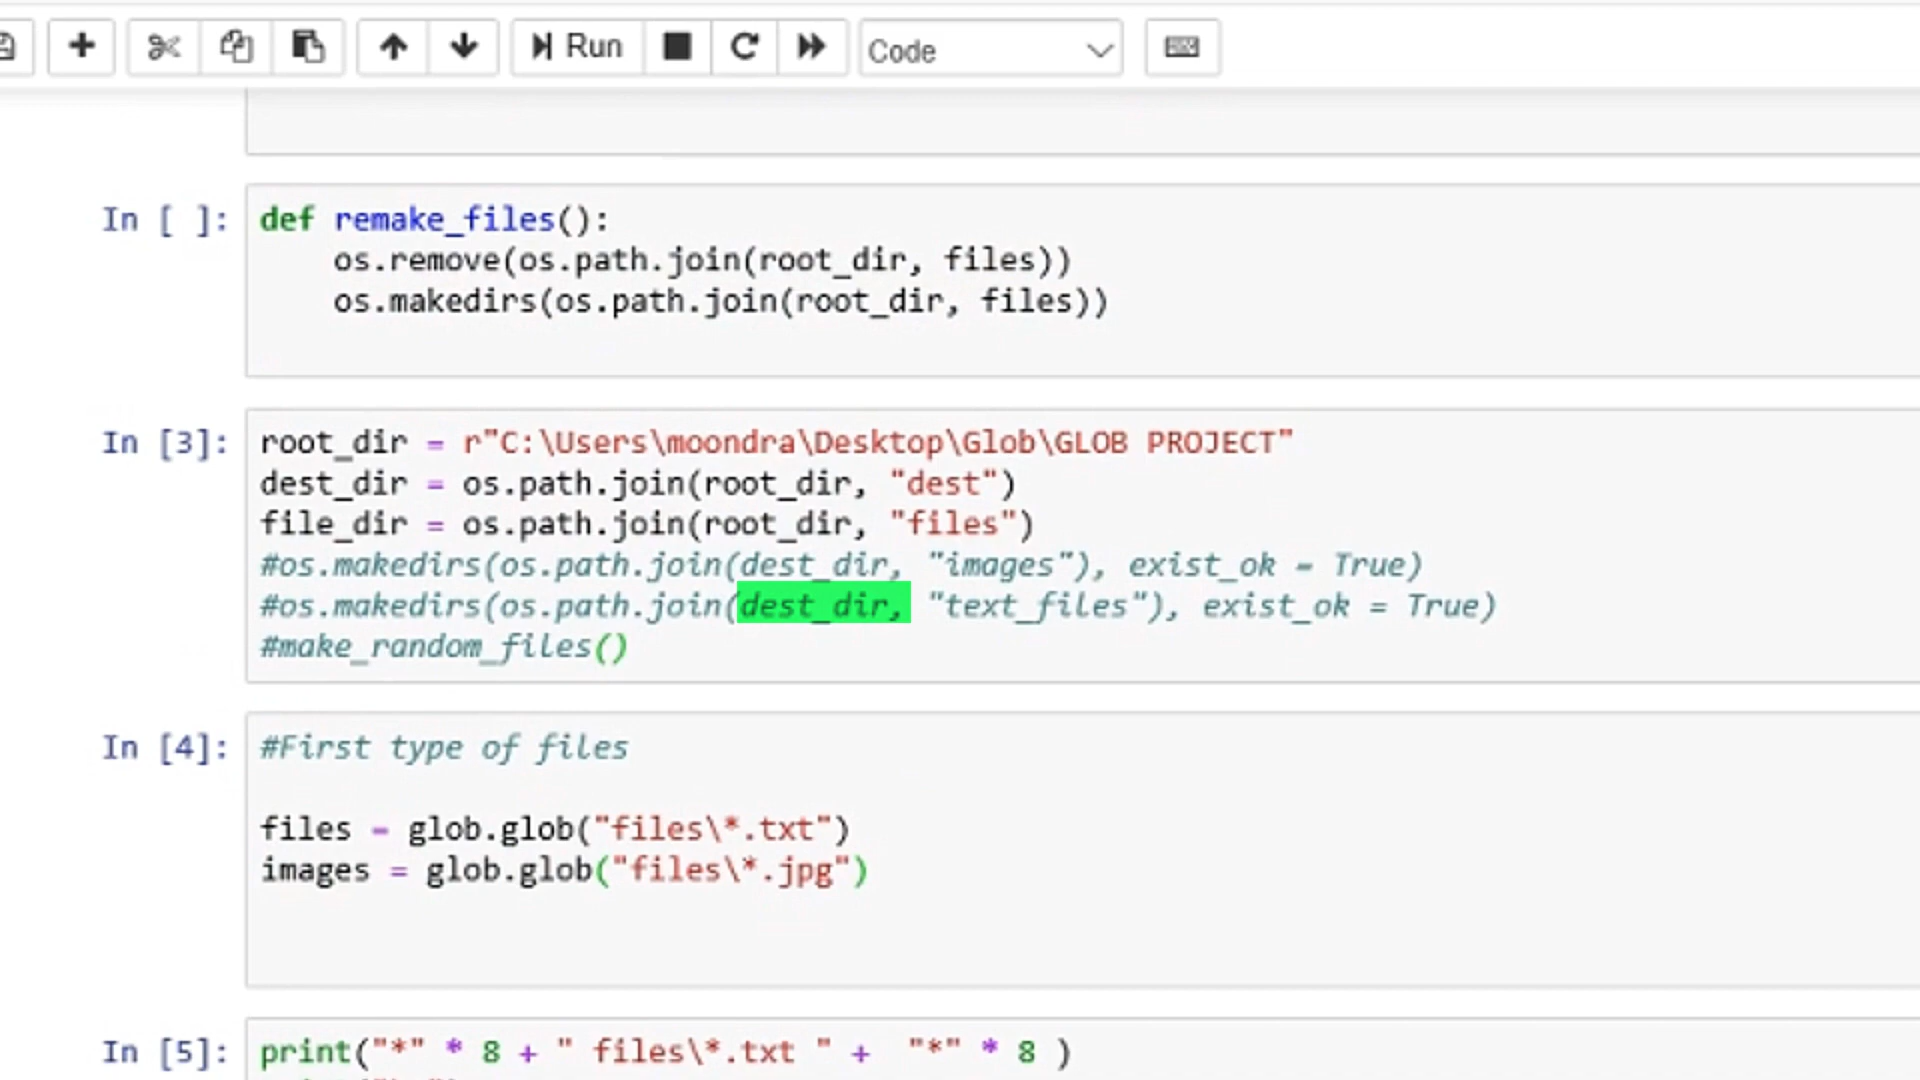 Run
Code
In [ ]:
def remake_files():
os.remove(os.path.join(root_dir, files))
os.makedirs(os.path.join(root_dir, files))
In [3]:
root_dir = r"C:\Users\moondra\Desktop\Glob\GLOB PROJECT"
dest_dir = os.path.join(root_dir, "dest")
file_dir = os.path.join(root_dir, "files")
#os.makedirs(os.path.join(dest_dir, "images"), exist_ok = True)
#os.makedirs(os.path.join(dest_dir, "text_files"), exist_ok = True)
#make_random_files()
In [4]:
#First type of files
files = glob.glob("files\*.txt")
images = glob.glob("files\*.jpg")
In [5]:
print("*" * 8 + " files\*.txt " +  "*" * 8 )